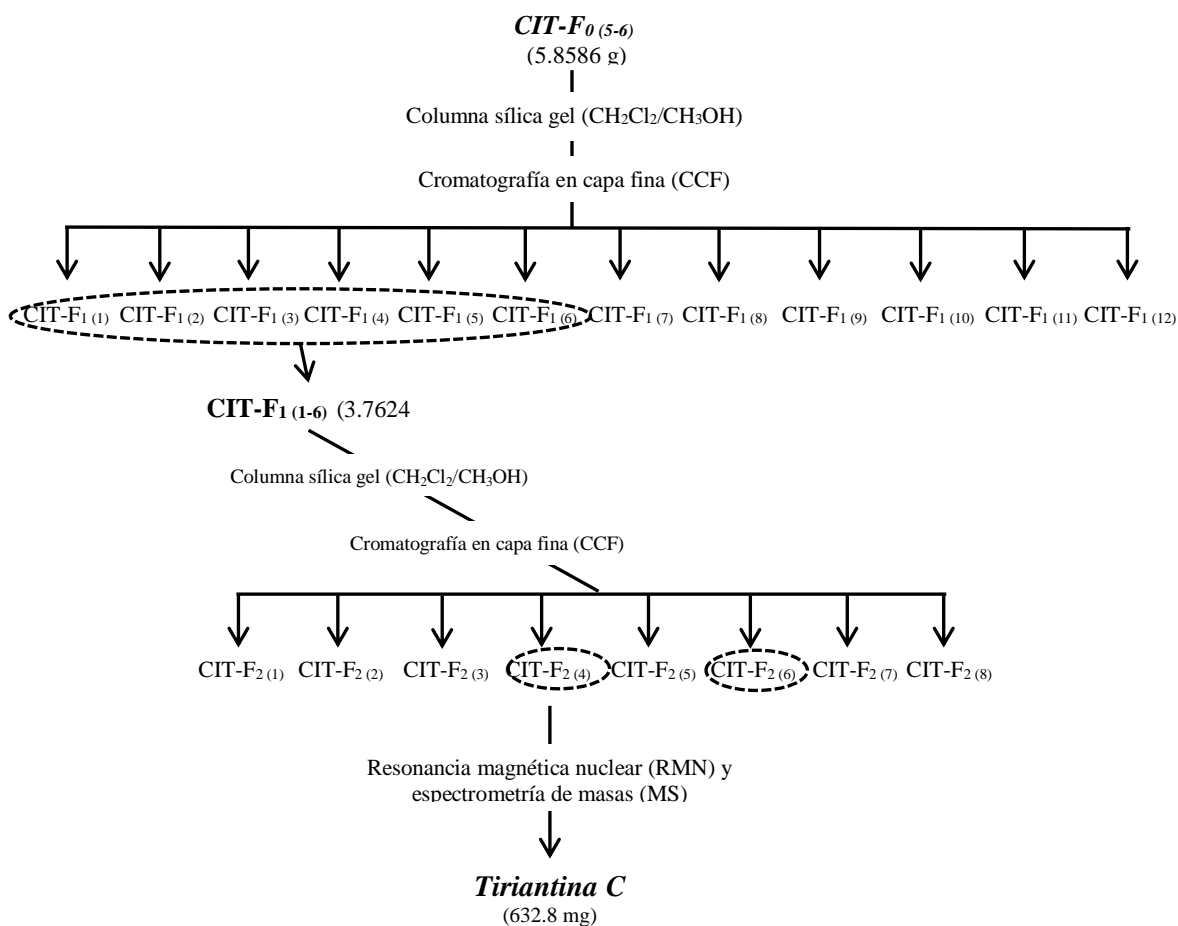 CIT-F0 (5-6)
(5.8586 g)
Columna sílica gel (CH2Cl2/CH3OH)
Cromatografía en capa fina (CCF)
CIT-F1 (1) CIT-F1 (2) CIT-F1 (3) CIT-F1 (4) CIT-F1 (5) CIT-F1 (6) CIT-F1 (7) CIT-F1 (8) CIT-F1 (9) CIT-F1 (10) CIT-F1 (11) CIT-F1 (12)
CIT-F1 (1-6) (3.7624
Columna sílica gel (CH2Cl2/CH3OH)
Cromatografía en capa fina (CCF)
CIT-F2 (1) CIT-F2 (2) CIT-F2 (3) CIT-F2 (4) CIT-F2 (5) CIT-F2 (6) CIT-F2 (7) CIT-F2 (8)
Resonancia magnética nuclear (RMN) y
espectrometría de masas (MS)
Tiriantina C
(632.8 mg)